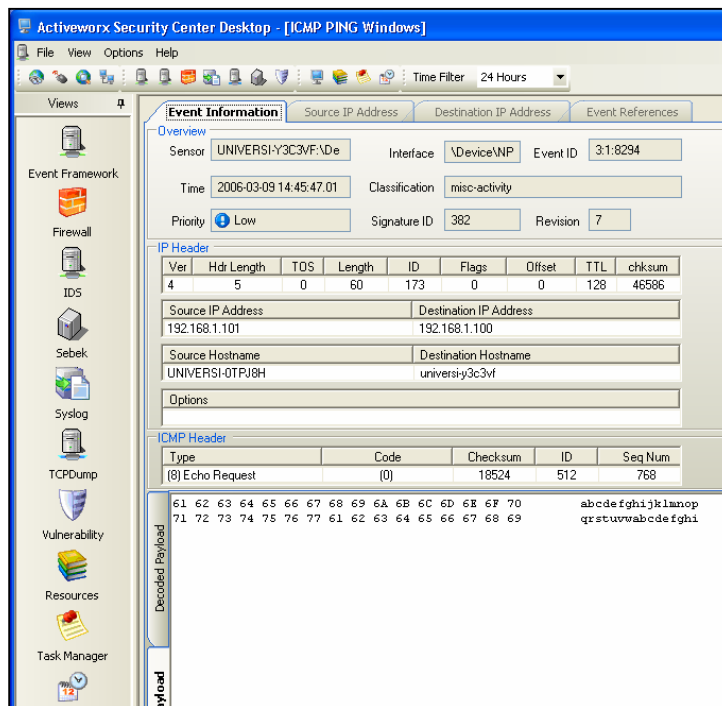 Activeworx Security Center Desktop - [ICMP PING Windows]
File View Options Help
Time Filter 24 Hours
Views
Event Framework
Firewall
IDS
Sebek
Syslog
TCPDump
Vulnerability
Resources
Task Manager
12
Event Information Source IP Address Destination IP Address Event References
Overview
Sensor UNIVERSI-Y3C3VF:\De Interface \Device\NP Event ID 3:1:8294
Time 2006-03-09 14:45:47.01 Classification misc-activity
Priority Low Signature ID 382 Revision 7
IP Header
Ver Hdr Length TOS Length ID Flags Offset TTL chksum
4 5 0 60 173 0 0 128 46586
Source IP Address Destination IP Address
192.168.1.101 192.168.1.100
Source Hostname Destination Hostname
UNIVERSI-0TPJ8H universi-y3c3vf
Options
ICMP Header
Type Code Checksum ID Seq Num
(8) Echo Request (0) 18524 512 768
Decoded Payload
61 62 63 64 65 66 67 68 69 6A 6B 6C 6D 6E 6F 70 abcdefghijklmnop
71 72 73 74 75 76 77 61 62 63 64 65 66 67 68 69 qrstuvwabcdefghi
yload